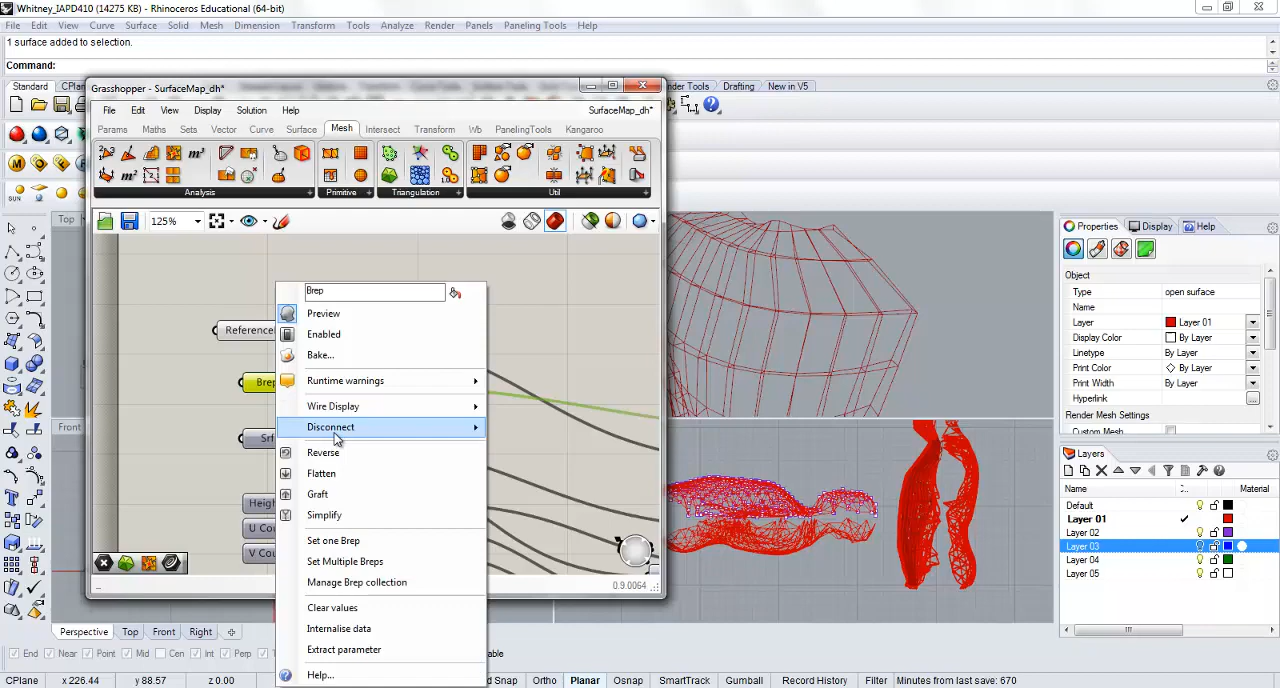 Whitney_IAPD410 (14275 KB) - Rhinoceros Educational (64-bit)
File Edit View Curve Surface Solid Mesh Dimension Transform Tools Analyze Render Panels Paneling Tools Help
1 surface added to selection.
Command:
Standard
nder Tools Drafting New in V5
Grasshopper - SurfaceMap_dh*
File Edit View Display Solution Help SurfaceMap_dh*
Params Maths Sets Vector Curve Surface Mesh Intersect Transform Wb PanelingTools Kangaroo
Analysis Primitive Triangulation Util
125%
Top
Properties Display Help
Object
Type open surface
Name
Layer Layer 01
Display Color By Layer
Linetype By Layer
Print Color By Layer
Print Width By Layer
Hyperlink
Render Mesh Settings
Custom Mesh
Brep
Preview
Enabled
Bake...
Runtime warnings
Wire Display
Disconnect
Reverse
Flatten
Graft
Simplify
Set one Brep
Set Multiple Breps
Manage Brep collection
Clear values
Internalise data
Extract parameter
Help...
Reference
Brep
Srf
Heigh
U Cou
V Cou
0.9.0064
Front
Layers
Name Material
Default
Layer 01
Layer 02
Layer 03
Layer 04
Layer 05
Perspective Top Front Right
End Near Point Mid Cen Int Perp
able
CPlane x 226.44 y 88.57 z 0.00
d Snap Ortho Planar Osnap SmartTrack Gumball Record History Filter Minutes from last save: 670